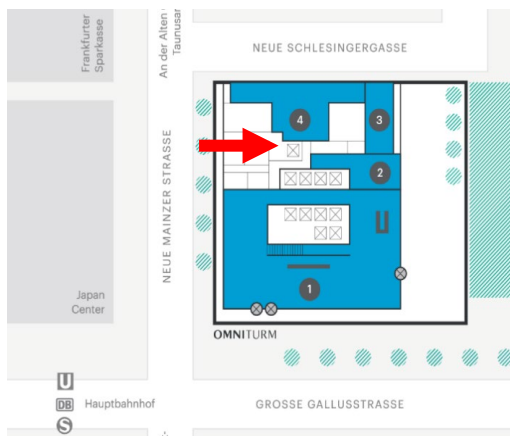 Frankfurter
Sparkasse
An der Alten
Taunusan
NEUE SCHLESINGERGASSE
NEUE MAINZER STRASSE
4
3
2
1
U
Japan
Center
OMNITURM
U
DB Hauptbahnhof
S
GROSSE GALLUSSTRASSE